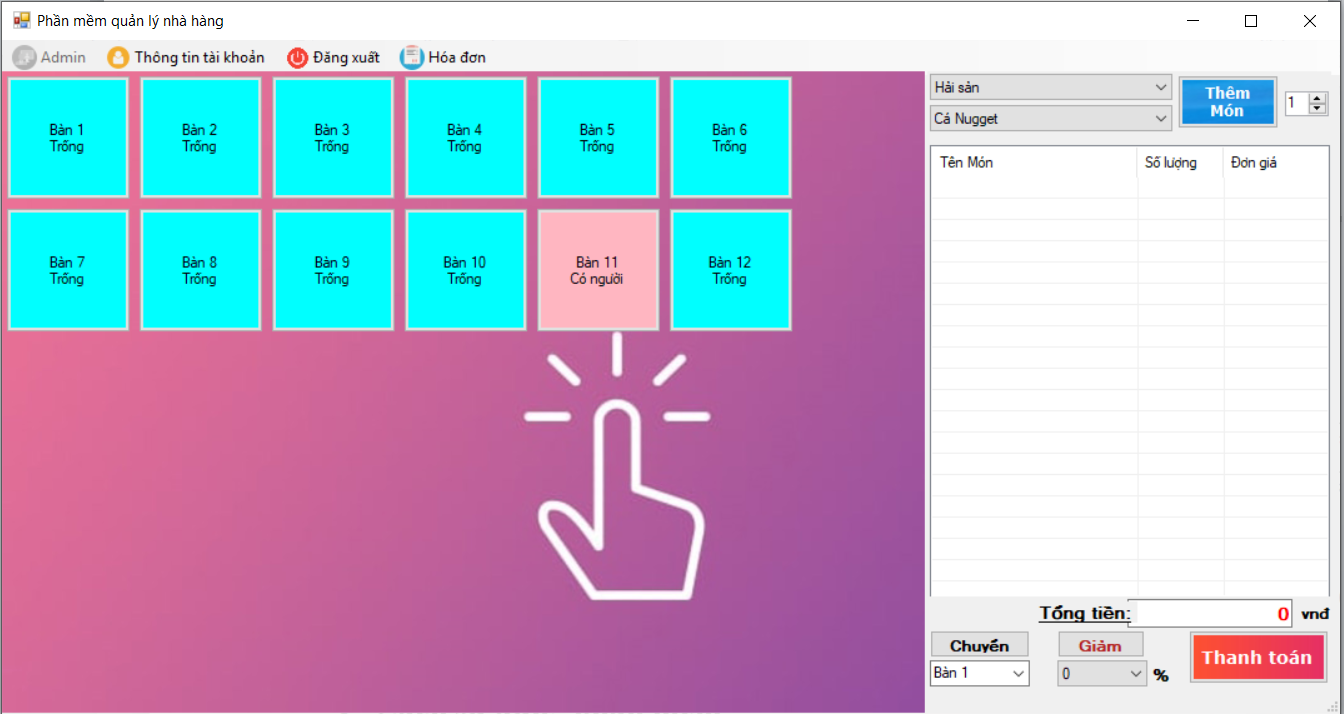 Phần mềm quản lý nhà hàng
Admin Thông tin tài khoản Đăng xuất Hóa đơn
Bàn 1
Trống
Bàn 2
Trống
Bàn 3
Trống
Bàn 4
Trống
Bàn 5
Trống
Bàn 6
Trống
Bàn 7
Trống
Bàn 8
Trống
Bàn 9
Trống
Bàn 10
Trống
Bàn 11
Có người
Bàn 12
Trống
Hải sản
Cá Nugget
Thêm
Món
1
Tên Món Số lượng Đơn giá
Tổng tiền: 0 vnđ
Chuyển
Bàn 1
Giảm
0 %
Thanh toán